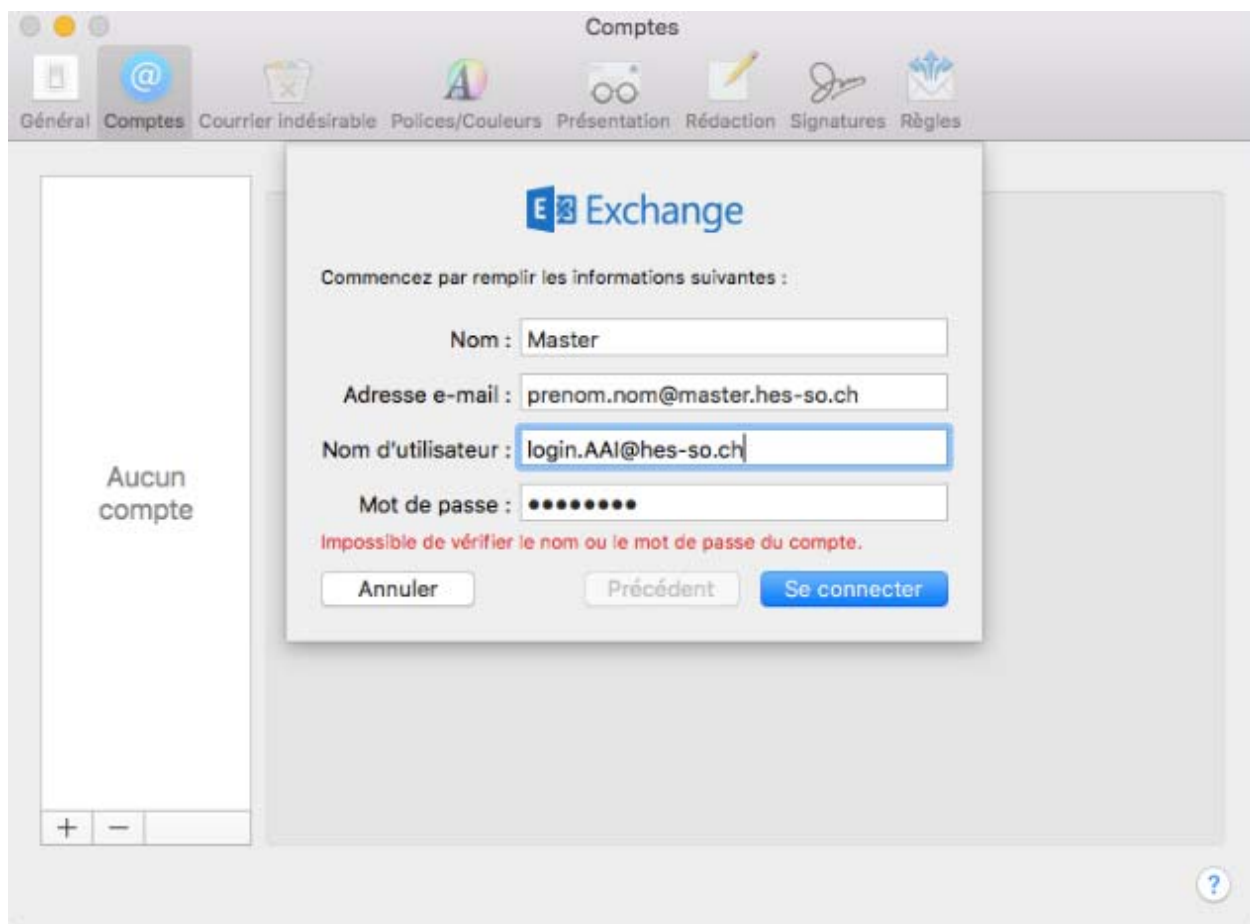 Comptes
Général Comptes Courrier indésirable Polices/Couleurs Présentation Rédaction Signatures Règles
E Exchange
Commencez par remplir les informations suivantes :
Nom : Master
Adresse e-mail : prenom.nom@master.hes-so.ch
Nom d'utilisateur : login.AAI@hes-so.ch
Mot de passe : ••••••••
Impossible de vérifier le nom ou le mot de passe du compte.
Annuler Précédent Se connecter
Aucun
compte
+ −
?